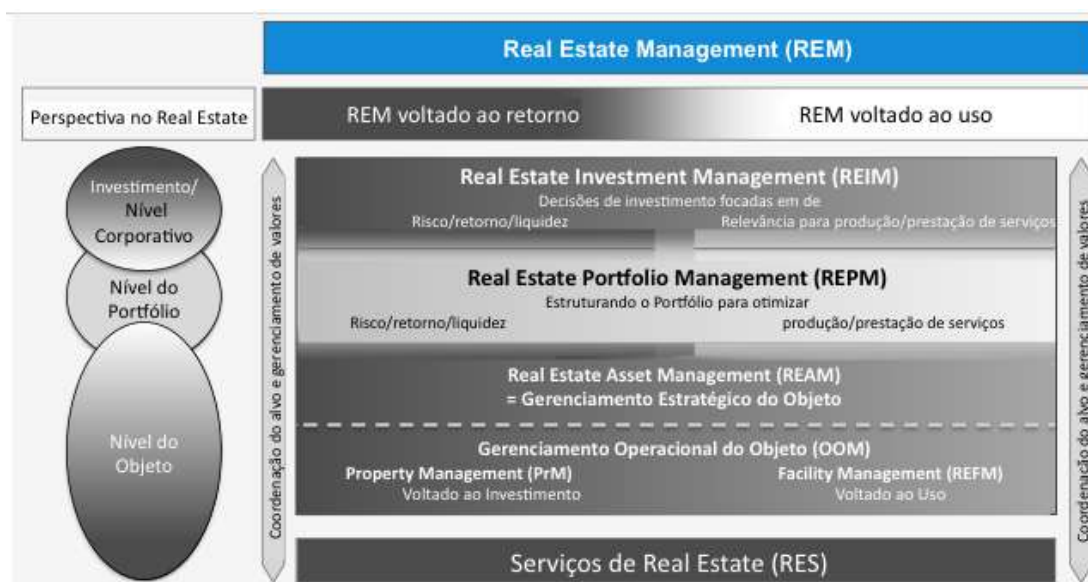 Real Estate Management (REM)
Perspectiva no Real Estate
REM voltado ao retorno
REM voltado ao uso
Investimento/
Nível
Corporativo
Nível do
Portfólio
Nível do
Objeto
Coordenação do alvo e gerenciamento de valores
Real Estate Investment Management (REIM)
Decisões de investimento focadas em de
Risco/retorno/liquidez
Relevância para produção/prestação de serviços
Real Estate Portfolio Management (REPM)
Estruturando o Portfólio para otimizar
Risco/retorno/liquidez
produção/prestação de serviços
Real Estate Asset Management (REAM)
= Gerenciamento Estratégico do Objeto
Gerenciamento Operacional do Objeto (OOM)
Property Management (PrM)
Facility Management (REFM)
Voltado ao Investimento
Voltado ao Uso
Serviços de Real Estate (RES)
Coordenação do alvo e gerenciamento de valores